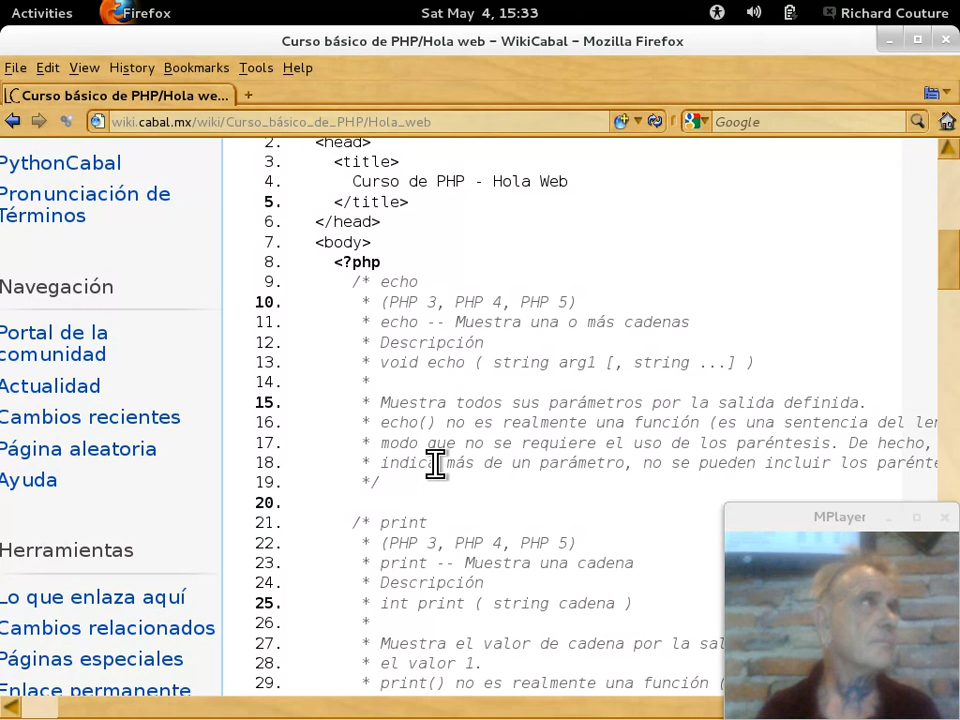 Activities Firefox Sat May 4, 15:33 Richard Couture
Curso básico de PHP/Hola web - WikiCabal - Mozilla Firefox
File Edit View History Bookmarks Tools Help
Curso básico de PHP/Hola we...
wiki.cabal.mx/wiki/Curso_básico_de_PHP/Hola_web Google
PythonCabal
Pronunciación de
Términos
Navegación
Portal de la
comunidad
Actualidad
Cambios recientes
Página aleatoria
Ayuda
Herramientas
Lo que enlaza aquí
Cambios relacionados
Páginas especiales
Enlace permanente
2. <head>
3. <title>
4. Curso de PHP - Hola Web
5. </title>
6. </head>
7. <body>
8. <?php
9. /* echo
10. * (PHP 3, PHP 4, PHP 5)
11. * echo -- Muestra una o más cadenas
12. * Descripción
13. * void echo ( string arg1 [, string ...] )
14. *
15. * Muestra todos sus parámetros por la salida definida.
16. * echo() no es realmente una función (es una sentencia del
17. * modo que no se requiere el uso de los paréntesis. De hecho,
18. * indica más de un parámetro, no se pueden incluir los
19. */
20.
21. /* print
22. * (PHP 3, PHP 4, PHP 5)
23. * print -- Muestra una cadena
24. * Descripción
25. * int print ( string cadena )
26. *
27. * Muestra el valor de cadena por la
28. * el valor 1.
29. * print() no es realmente una función (
MPlayer